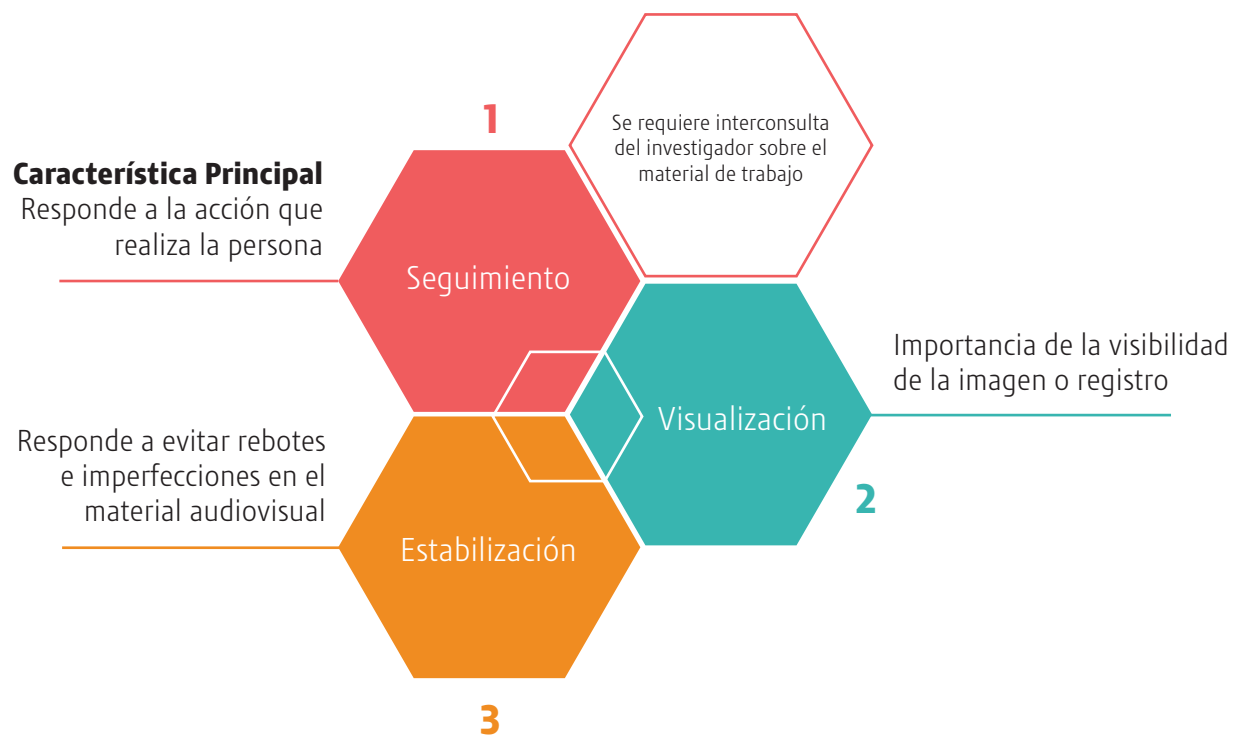 1
Se requiere interconsulta
del investigador sobre el
material de trabajo
Característica Principal
Responde a la acción que
realiza la persona
Seguimiento
Importancia de la visibilidad
de la imagen o registro
Visualización
2
Responde a evitar rebotes
e imperfecciones en el
material audiovisual
Estabilización
3